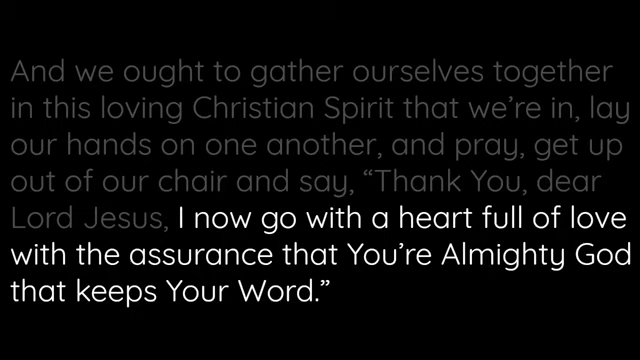 And we ought to gather ourselves together
in this loving Christian Spirit that we’re in, lay
our hands on one another, and pray, get up
out of our chair and say, “Thank You, dear
Lord Jesus, I now go with a heart full of love
with the assurance that You’re Almighty God
that keeps Your Word.”